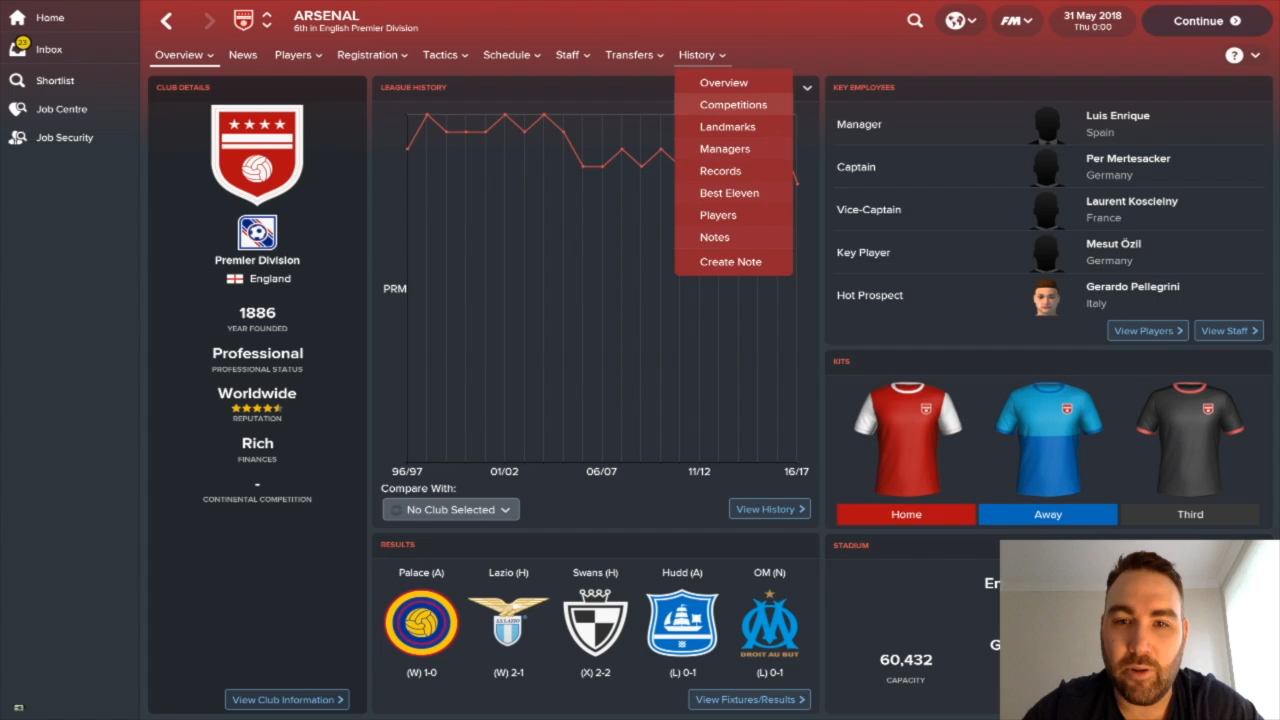 Home
23
Inbox
Shortlist
Job Centre
Job Security
ARSENAL
6th in English Premier Division
FM
31 May 2018
Thu 0:00
Continue
Overview
News
Players
Registration
Tactics
Schedule
Staff
Transfers
History
?
Overview
Competitions
Landmarks
Managers
Records
Best Eleven
Players
Notes
Create Note
CLUB DETAILS
Premier Division
England
1886
YEAR FOUNDED
Professional
PROFESSIONAL STATUS
Worldwide
REPUTATION
Rich
FINANCES
-
CONTINENTAL COMPETITION
View Club Information
LEAGUE HISTORY
PRM
96/97 01/02 06/07 11/12 16/17
Compare With:
No Club Selected
View History
RESULTS
Palace (A) Lazio (H) Swans (H) Hudd (A) OM (N)
S.S.LAZIO
DROIT AU BUT
(W) 1-0 (W) 2-1 (X) 2-2 (L) 0-1 (L) 0-1
View Fixtures/Results
KEY EMPLOYEES
Manager
Luis Enrique
Spain
Captain
Per Mertesacker
Germany
Vice-Captain
Laurent Koscielny
France
Key Player
Mesut Özil
Germany
Hot Prospect
Gerardo Pellegrini
Italy
View Players
View Staff
KITS
Home Away Third
STADIUM
60,432
CAPACITY